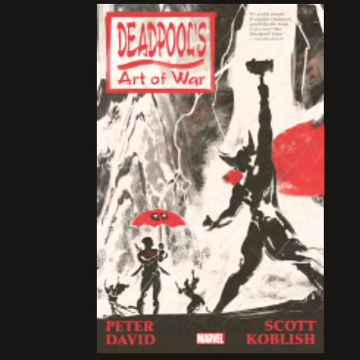 DEADPOOL'S
Art of War
PETER
DAVID
MARVEL
SCOTT
KOBLISH